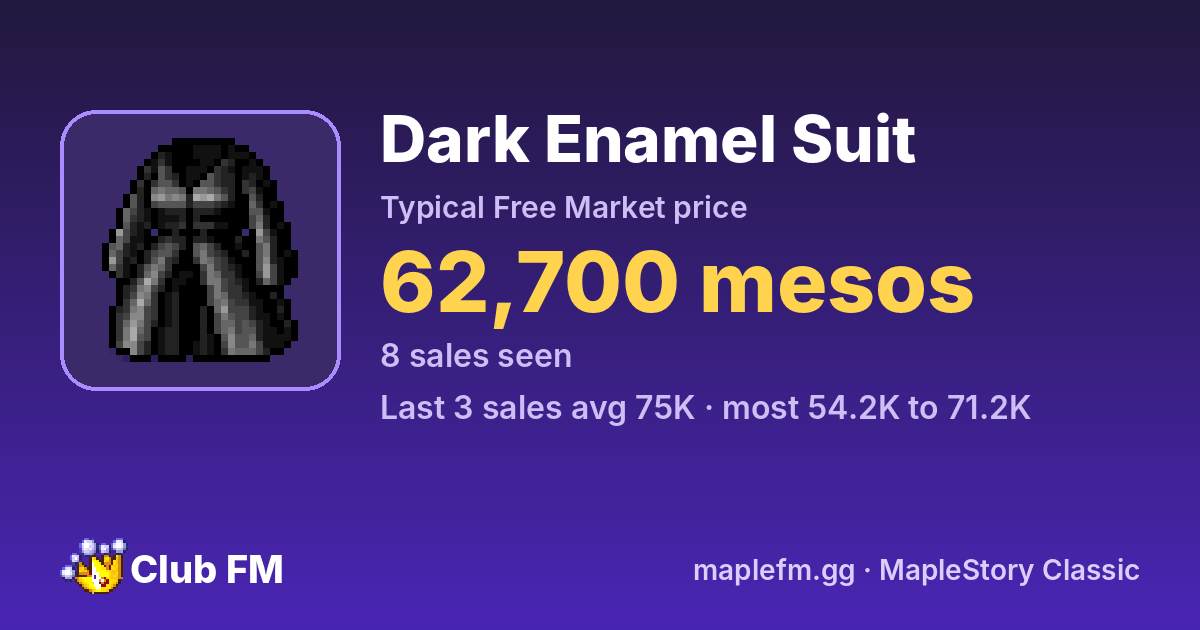 Dark Enamel Suit
Typical Free Market price
62,700 mesos
8 sales seen
Last 3 sales avg 75K · most 54.2K to 71.2K
Club FM
maplefm.gg · MapleStory Classic